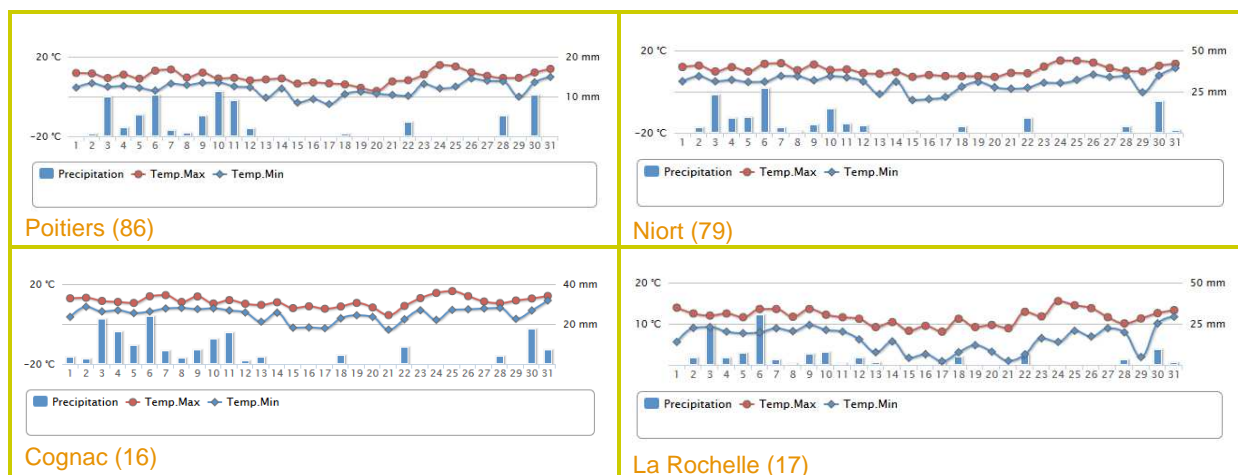 20 °C 20 mm
10 mm
−20 °C
1 2 3 4 5 6 7 8 9 10 11 12 13 14 15 16 17 18 19 20 21 22 23 24 25 26 27 28 29 30 31
Precipitation Temp.Max Temp.Min
Poitiers (86)
20 °C 50 mm
25 mm
−20 °C
1 2 3 4 5 6 7 8 9 10 11 12 13 14 15 16 17 18 19 20 21 22 23 24 25 26 27 28 29 30 31
Precipitation Temp.Max Temp.Min
Niort (79)
20 °C 40 mm
20 mm
−20 °C
1 2 3 4 5 6 7 8 9 10 11 12 13 14 15 16 17 18 19 20 21 22 23 24 25 26 27 28 29 30 31
Precipitation Temp.Max Temp.Min
Cognac (16)
20 °C 50 mm
10 °C 25 mm
1 2 3 4 5 6 7 8 9 10 11 12 13 14 15 16 17 18 19 20 21 22 23 24 25 26 27 28 29 30 31
Precipitation Temp.Max Temp.Min
La Rochelle (17)